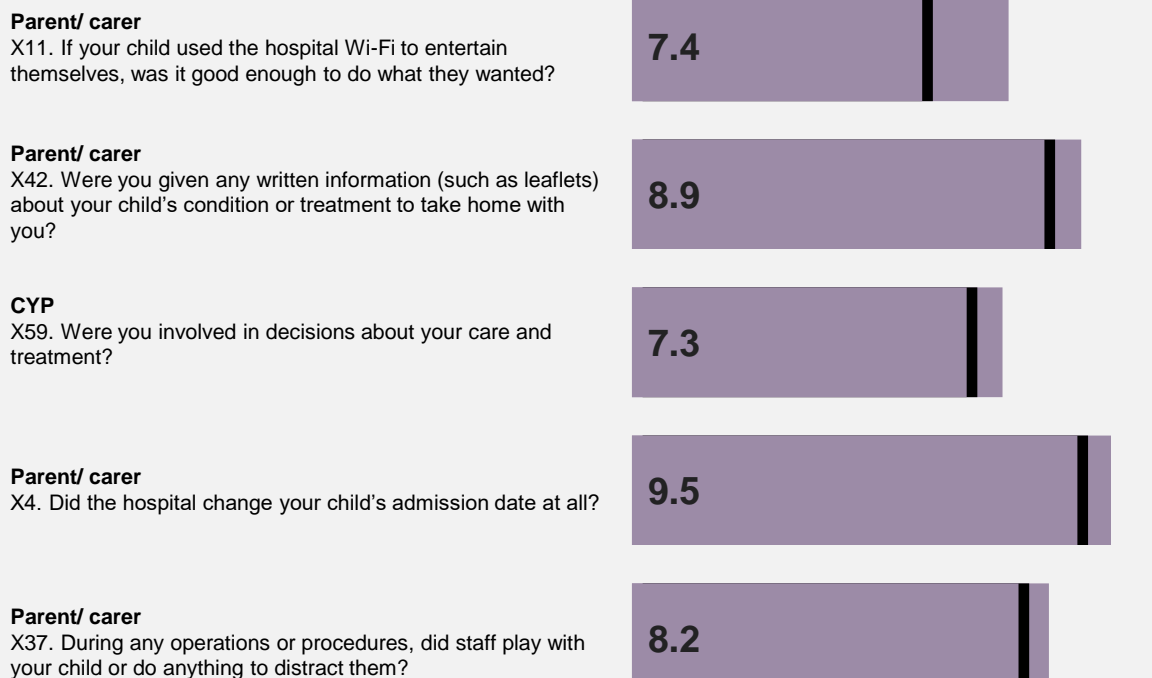 Parent/ carer
X11. If your child used the hospital Wi-Fi to entertain
themselves, was it good enough to do what they wanted?
7.4
Parent/ carer
X42. Were you given any written information (such as leaflets)
about your child’s condition or treatment to take home with
you?
8.9
CYP
X59. Were you involved in decisions about your care and
treatment?
7.3
Parent/ carer
X4. Did the hospital change your child’s admission date at all?
9.5
Parent/ carer
X37. During any operations or procedures, did staff play with
your child or do anything to distract them?
8.2